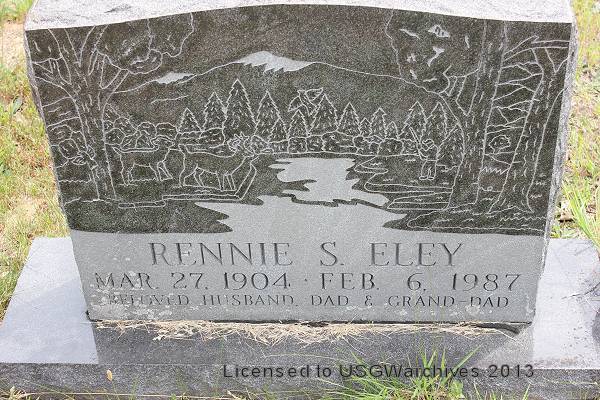 RENNIE S. ELEY
MAR. 27, 1904 · FEB. 6, 1987
BELOVED HUSBAND, DAD & GRAND-DAD
Licensed to USGWarchives 2013